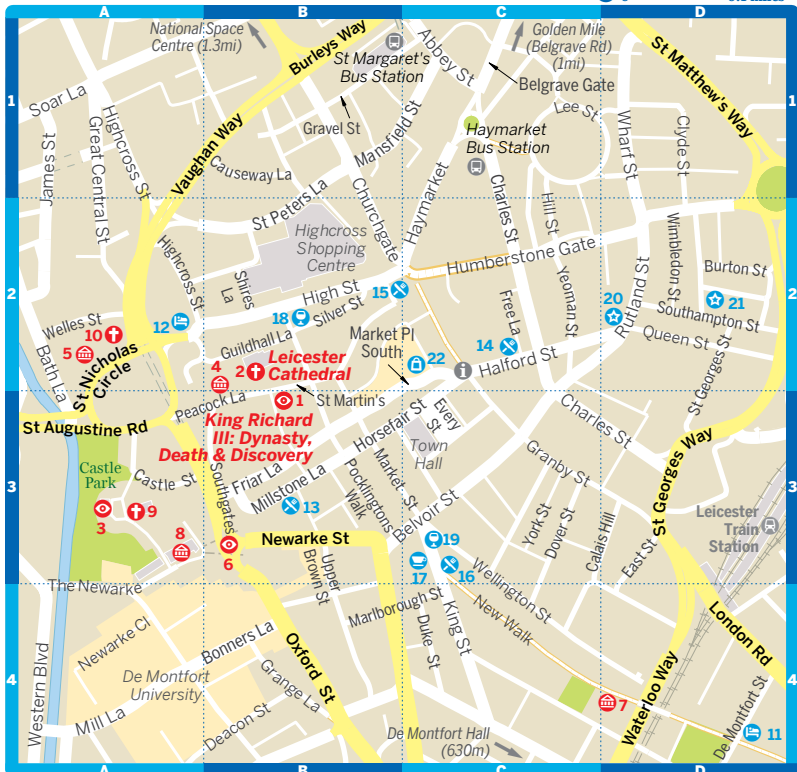 A
B
C
D
National Space
Centre (1.3mi)
Burleys Way
St Margaret's
Bus Station
Abbey St
Golden Mile
(Belgrave Rd)
(1mi)
St Matthew's Way
Belgrave Gate
1
1
Soar La
James St
Great Central St
Highcross St
Vaughan Way
Gravel St
Mansfield St
Haymarket
Bus Station
Lee St
Wharf St
Clyde St
Causeway La
St Peters La
Churchgate
Haymarket
Charles St
Hill St
Highcross
Shopping
Centre
Highcross St
Shires
La
High St
Humberstone Gate
Yeoman St
Rutland St
Wimbledon St
Burton St
2
2
12
18
Silver St
15
Free La
20
21
Southampton St
Queen St
Welles St
10
5
Bath La
St Nicholas
Circle
Guildhall La
Market Pl
South
22
14
Halford St
4
2
Leicester
Cathedral
St Georges St
Peacock La
1
St Martin's
St Augustine Rd
King Richard
III: Dynasty,
Death & Discovery
Horsefair St
Every
St
Town
Hall
Charles St
Granby St
St Georges Way
Castle
Park
Castle St
Southgates
Friar La
Millstone La
Pocklingtons
Walk
Market St
Belvoir St
3
3
3
9
13
8
6
Newarke St
19
17
16
York St
Dover St
Calais Hill
East St
Leicester
Train
Station
The Newarke
Upper
Brown St
Wellington St
New Walk
Marlborough St
Duke St
King St
London Rd
Newarke Cl
Bonners La
Oxford St
Western Blvd
De Montfort
University
Grange La
Mill La
Deacon St
4
4
De Montfort Hall
(630m)
7
Waterloo Way
De Montfort St
11
A
B
C
D